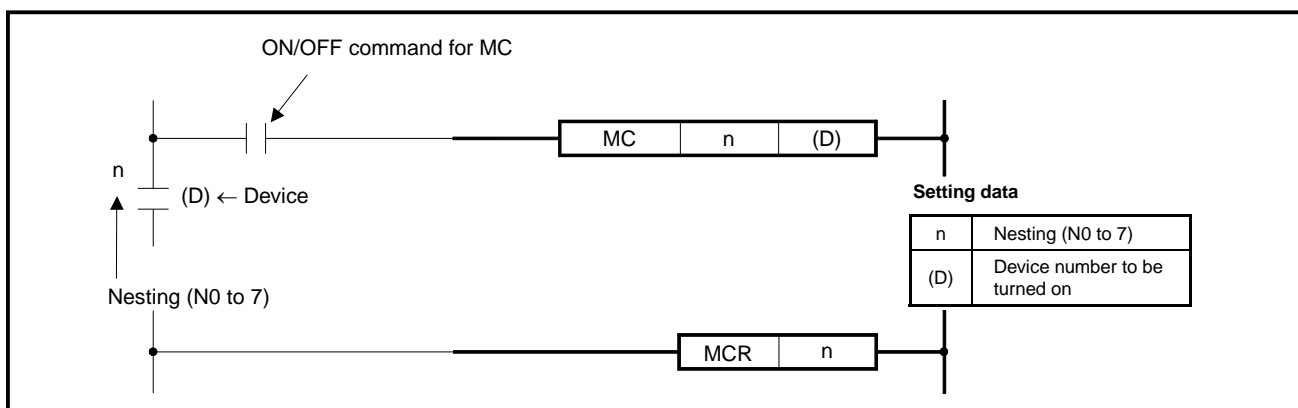 ON/OFF command for MC
MC n (D)
n
(D) ← Device
Setting data
n Nesting (N0 to 7)
(D) Device number to be
turned on
Nesting (N0 to 7)
MCR n